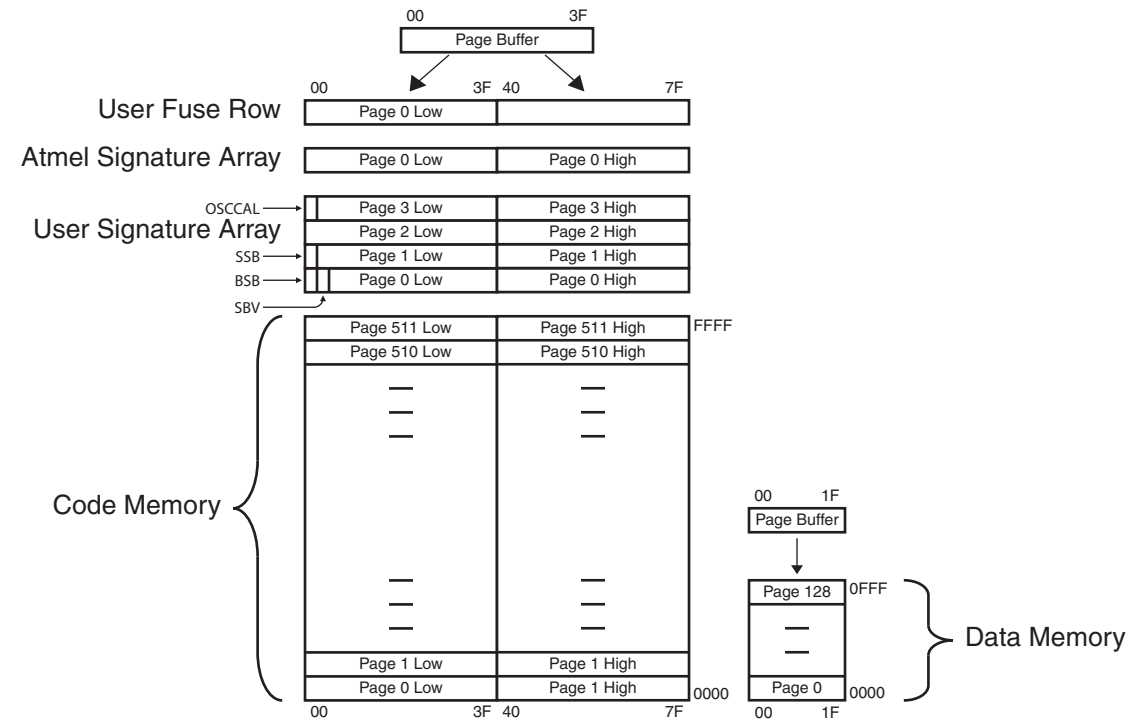 00 3F
Page Buffer
00 3F 40 7F
User Fuse Row Page 0 Low
Atmel Signature Array Page 0 Low Page 0 High
OSCCAL Page 3 Low Page 3 High
User Signature Array Page 2 Low Page 2 High
SSB Page 1 Low Page 1 High
BSB Page 0 Low Page 0 High
SBV
Page 511 Low Page 511 High FFFF
Page 510 Low Page 510 High
Code Memory
00 1F
Page Buffer
Page 128 0FFF
Data Memory
Page 1 Low Page 1 High
Page 0 Low Page 1 High 0000
Page 0 0000
00 3F 40 7F
00 1F